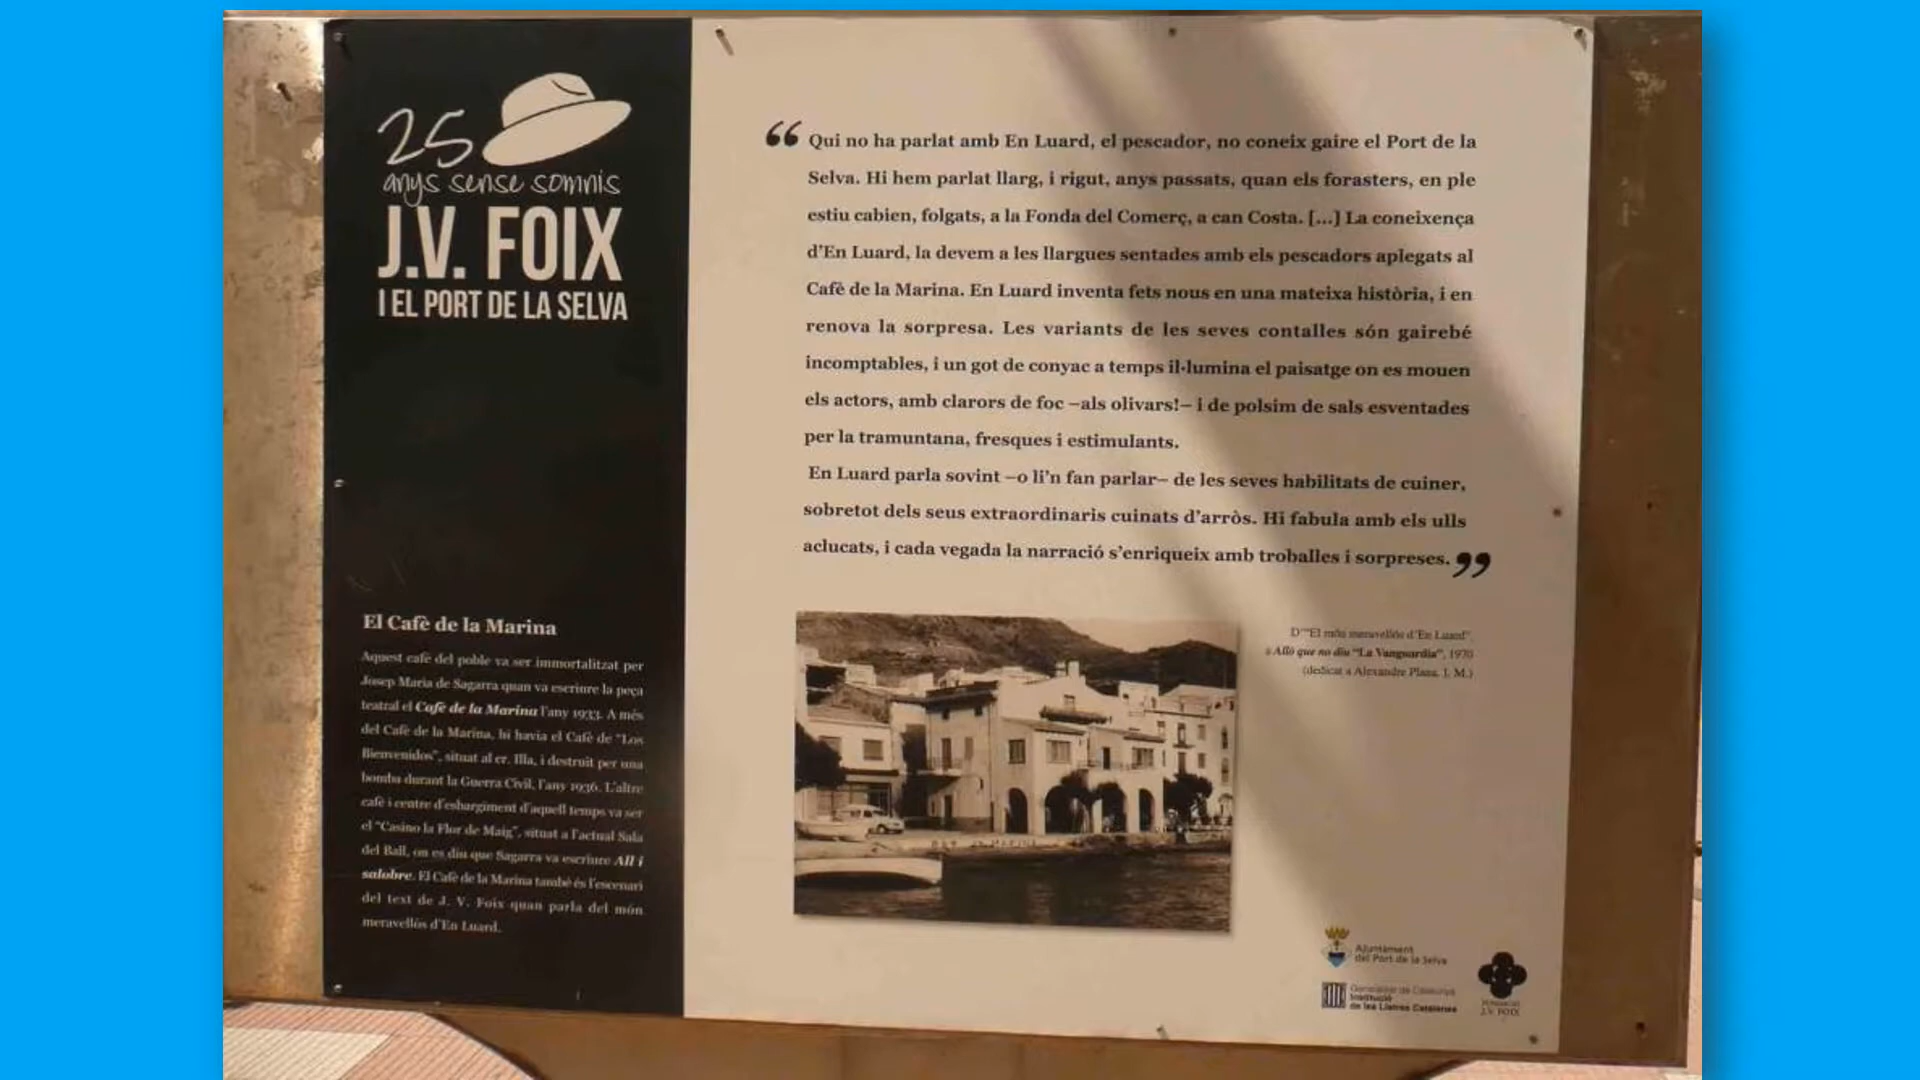 25
anys sense somnis
J.V. FOIX
I EL PORT DE LA SELVA
“ Qui no ha parlat amb En Luard, el pescador, no coneix gaire el Port de la
Selva. Hi hem parlat llarg, i rigut, anys passats, quan els forasters, en ple
estiu cabien, folgats, a la Fonda del Comerç, a can Costa. [...] La coneixença
d’En Luard, la devem a les llargues sentades amb els pescadors aplegats al
Cafè de la Marina. En Luard inventa fets nous en una mateixa història, i en
renova la sorpresa. Les variants de les seves contalles són gairebé
incomptables, i un got de conyac a temps il·lumina el paisatge on es mouen
els actors, amb clarors de foc –als olivars!– i de polsim de sals esventades
per la tramuntana, fresques i estimulants.
En Luard parla sovint –o li’n fan parlar– de les seves habilitats de cuiner,
sobretot dels seus extraordinaris cuinats d’arròs. Hi fabula amb els ulls
aclucats, i cada vegada la narració s’enriqueix amb troballes i sorpreses. ”
El Cafè de la Marina
Aquest cafè del poble va ser immortalitzat per
Josep Maria de Sagarra quan va escriure la peça
teatral el Cafè de la Marina l’any 1933. A més
del Cafè de la Marina, hi havia el Cafè de “Los
Bienvenidos”, situat al cr. Illa, i destruït per una
bomba durant la Guerra Civil, l’any 1936. L’altre
cafè i centre d’esbargiment d’aquell temps va ser
el “Casino la Flor de Maig”, situat a l’actual Sala
del Ball, on es diu que Sagarra va escriure All i
salobre. El Cafè de la Marina també és l’escenari
del text de J. V. Foix quan parla del món
meravellós d’En Luard.
D’“El món meravellós d’En Luard”,
a Allò que no diu “La Vanguardia”, 1970
(dedicat a Alexandre Plana, I. M.)
Ajuntament
del Port de la Selva
Generalitat de Catalunya
Institució
de les Lletres Catalanes
FUNDACIÓ
J.V. FOIX